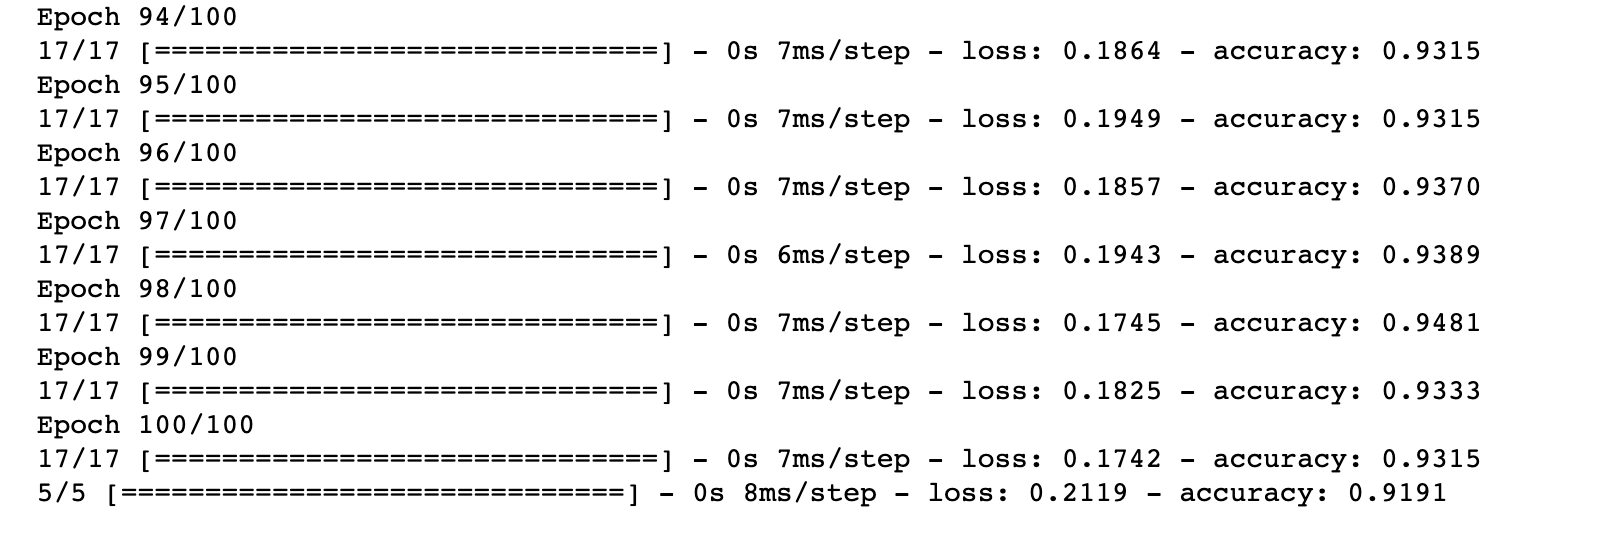 Epoch 94/100
17/17 [==============================] - 0s 7ms/step - loss: 0.1864 - accuracy: 0.9315
Epoch 95/100
17/17 [==============================] - 0s 7ms/step - loss: 0.1949 - accuracy: 0.9315
Epoch 96/100
17/17 [==============================] - 0s 7ms/step - loss: 0.1857 - accuracy: 0.9370
Epoch 97/100
17/17 [==============================] - 0s 6ms/step - loss: 0.1943 - accuracy: 0.9389
Epoch 98/100
17/17 [==============================] - 0s 7ms/step - loss: 0.1745 - accuracy: 0.9481
Epoch 99/100
17/17 [==============================] - 0s 7ms/step - loss: 0.1825 - accuracy: 0.9333
Epoch 100/100
17/17 [==============================] - 0s 7ms/step - loss: 0.1742 - accuracy: 0.9315
5/5 [==============================] - 0s 8ms/step - loss: 0.2119 - accuracy: 0.9191